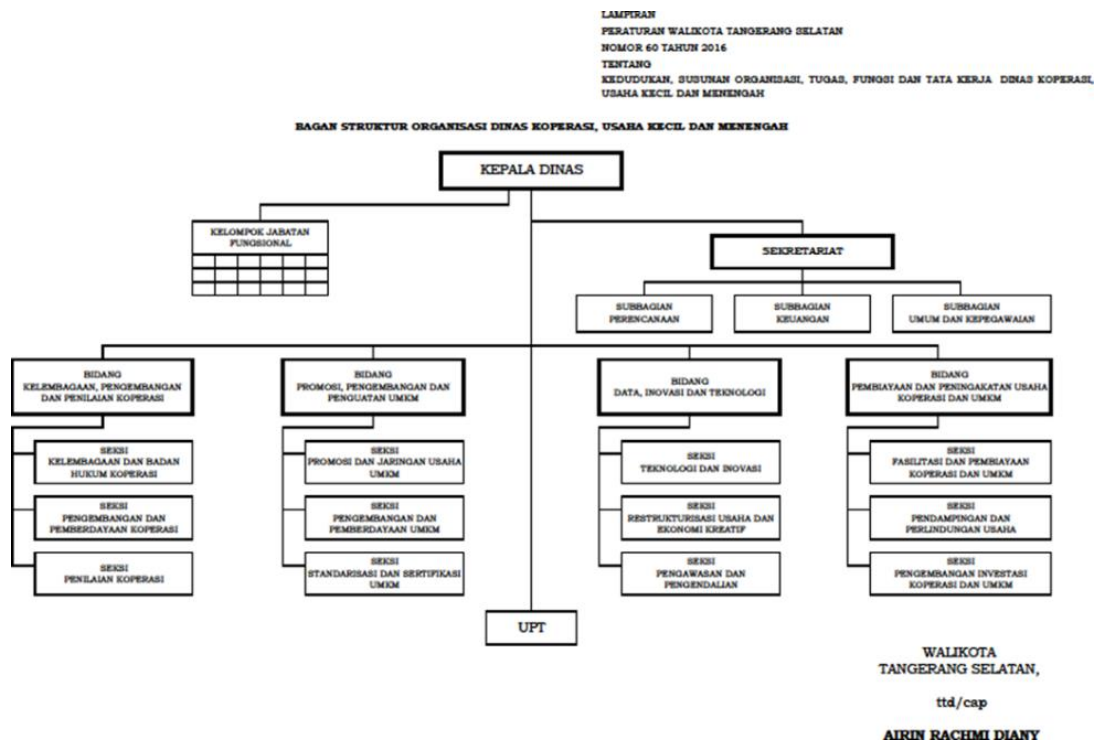 LAMPIRAN
PERATURAN WALIKOTA TANGERANG SELATAN
NOMOR 60 TAHUN 2016
TENTANG
KEDUDUKAN, SUSUNAN ORGANISASI, TUGAS, FUNGSI DAN TATA KERJA DINAS KOPERASI,
USAHA KECIL DAN MENENGAH
BAGAN STRUKTUR ORGANISASI DINAS KOPERASI, USAHA KECIL DAN MENENGAH
KEPALA DINAS
KELOMPOK JABATAN
FUNGSIONAL
SEKRETARIAT
SUBBAGIAN
PERENCANAAN
SUBBAGIAN
KEUANGAN
SUBBAGIAN
UMUM DAN KEPEGAWAIAN
BIDANG
KELEMBAGAAN, PENGEMBANGAN
DAN PENILAIAN KOPERASI
BIDANG
PROMOSI, PENGEMBANGAN DAN
PENGUATAN UMKM
BIDANG
DATA, INOVASI DAN TEKNOLOGI
BIDANG
PEMBIAYAAN DAN PENINGAKATAN USAHA
KOPERASI DAN UMKM
SEKSI
KELEMBAGAAN DAN BADAN
HUKUM KOPERASI
SEKSI
PROMOSI DAN JARINGAN USAHA
UMKM
SEKSI
TEKNOLOGI DAN INOVASI
SEKSI
FASILITASI DAN PEMBIAYAAN
KOPERASI DAN UMKM
SEKSI
PENGEMBANGAN DAN
PEMBERDAYAAN KOPERASI
SEKSI
PENGEMBANGAN DAN
PEMBERDAYAAN UMKM
SEKSI
RESTRUKTURISASI USAHA DAN
EKONOMI KREATIF
SEKSI
PENDAMPINGAN DAN
PERLINDUNGAN USAHA
SEKSI
PENILAIAN KOPERASI
SEKSI
STANDARISASI DAN SERTIFIKASI
UMKM
SEKSI
PENGAWASAN DAN
PENGENDALIAN
SEKSI
PENGEMBANGAN INVESTASI
KOPERASI DAN UMKM
UPT
WALIKOTA
TANGERANG SELATAN,
ttd/cap
AIRIN RACHMI DIANY